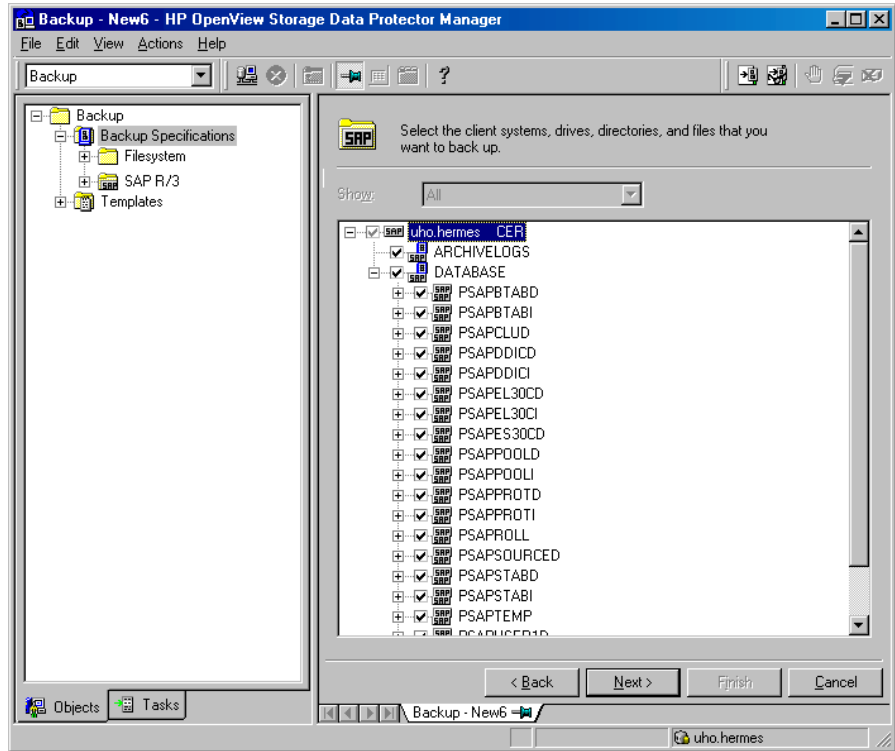 Backup - New6 - HP OpenView Storage Data Protector Manager
File Edit View Actions Help
Backup
?
Backup
Backup Specifications
Filesystem
SAP R/3
Templates
SAP
Select the client systems, drives, directories, and files that you
want to back up.
Show:
All
uho.hermes CER
ARCHIVELOGS
DATABASE
PSAPBTABD
PSAPBTABI
PSAPCLUD
PSAPDDICD
PSAPDDICI
PSAPEL30CD
PSAPEL30CI
PSAPES30CD
PSAPPOOLD
PSAPPOOLI
PSAPPROTD
PSAPPROTI
PSAPROLL
PSAPSOURCED
PSAPSTABD
PSAPSTABI
PSAPTEMP
PSAPUSER1D
< Back Next > Finish Cancel
Objects Tasks
Backup - New6
uho.hermes